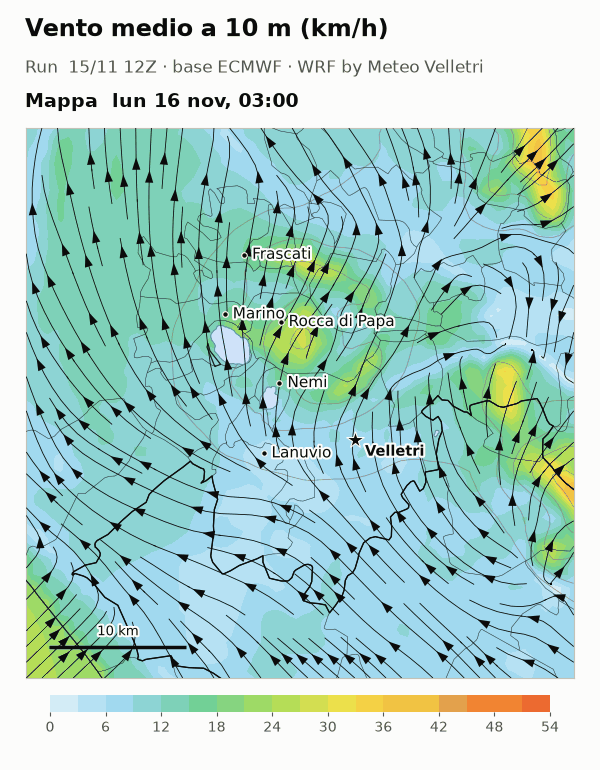 Vento medio a 10 m (km/h)
Run  15/11 12Z · base ECMWF · WRF by Meteo Velletri
Mappa  lun 16 nov, 03:00
Frascati
Marino
Rocca di Papa
Nemi
Velletri
Lanuvio
10 km
0 6 12 18 24 30 36 42 48 54